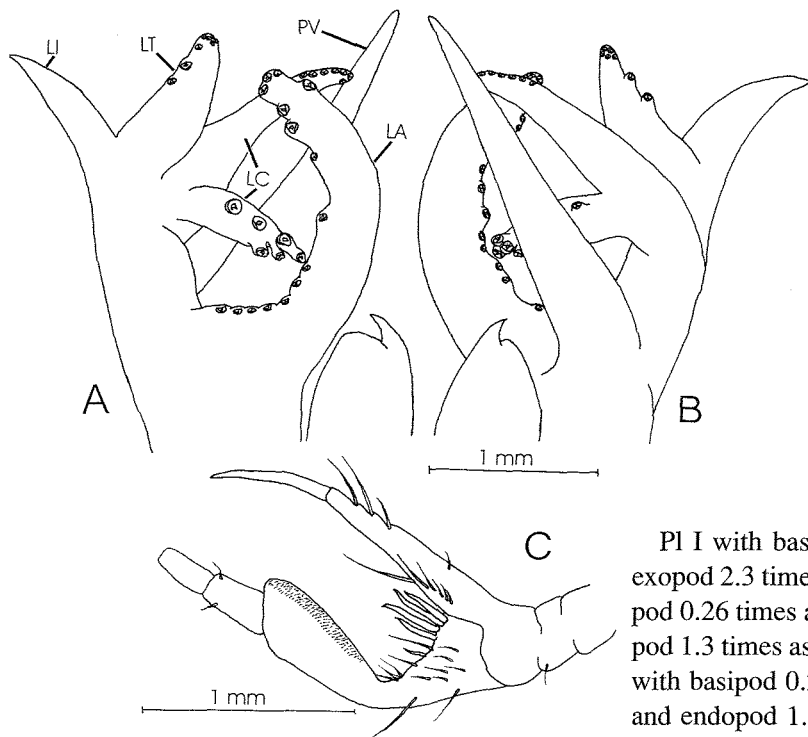 LI
LT
PV
LA
LC
A
B
1 mm
C
1 mm
Pl I with bas
exopod 2.3 time
pod 0.26 times a
pod 1.3 times as
with basipod 0.
and endopod 1.